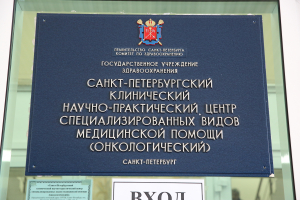 ПРАВИТЕЛЬСТВО САНКТ-ПЕТЕРБУРГА
КОМИТЕТ ПО ЗДРАВООХРАНЕНИЮ
ГОСУДАРСТВЕННОЕ УЧРЕЖДЕНИЕ
ЗДРАВООХРАНЕНИЯ
САНКТ-ПЕТЕРБУРГСКИЙ
КЛИНИЧЕСКИЙ
НАУЧНО-ПРАКТИЧЕСКИЙ ЦЕНТР
СПЕЦИАЛИЗИРОВАННЫХ ВИДОВ
МЕДИЦИНСКОЙ ПОМОЩИ
(ОНКОЛОГИЧЕСКИЙ)
САНКТ-ПЕТЕРБУРГ
ВХОД